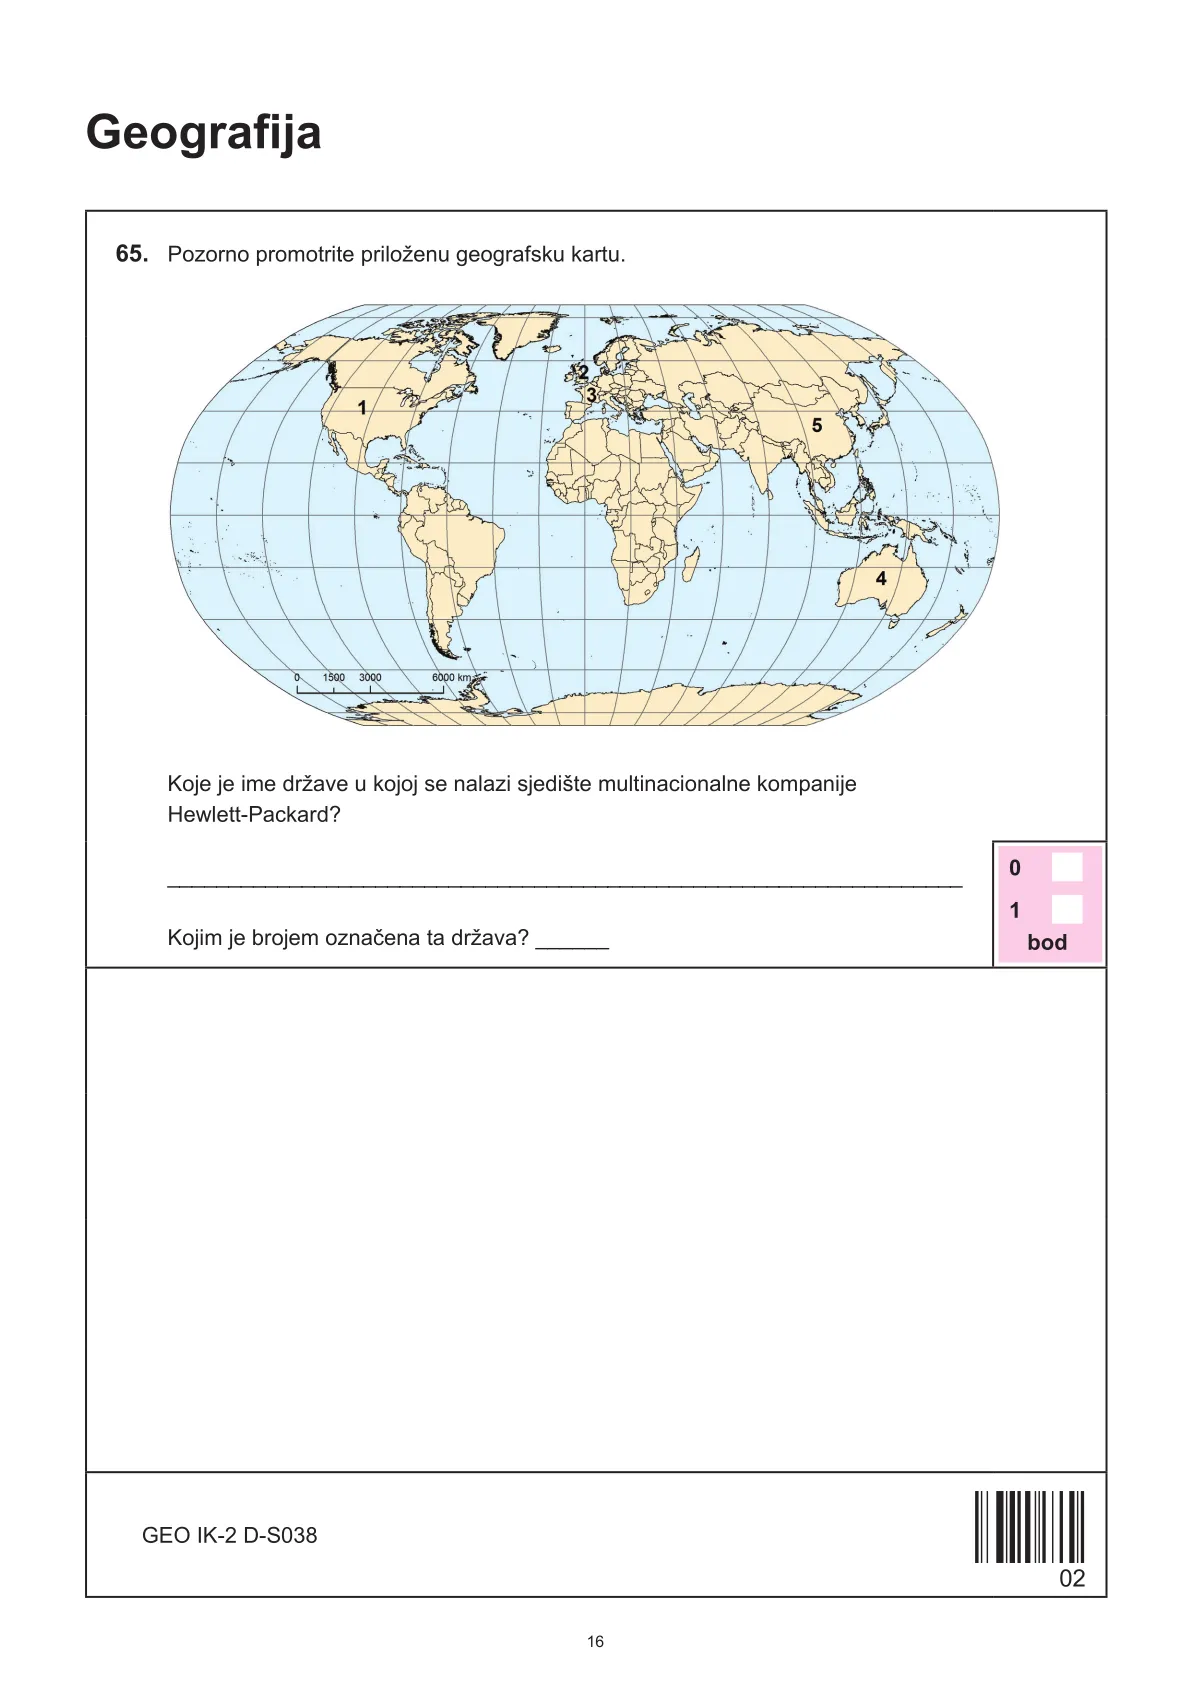 Geografija
65. Pozorno promotrite priloženu geografsku kartu.
1
2
3
5
4
0 1500 3000 6000 km
Koje je ime države u kojoj se nalazi sjedište multinacionalne kompanije
Hewlett-Packard?
0
1
bod
Kojim je brojem označena ta država? ______
GEO IK-2 D-S038
02
16